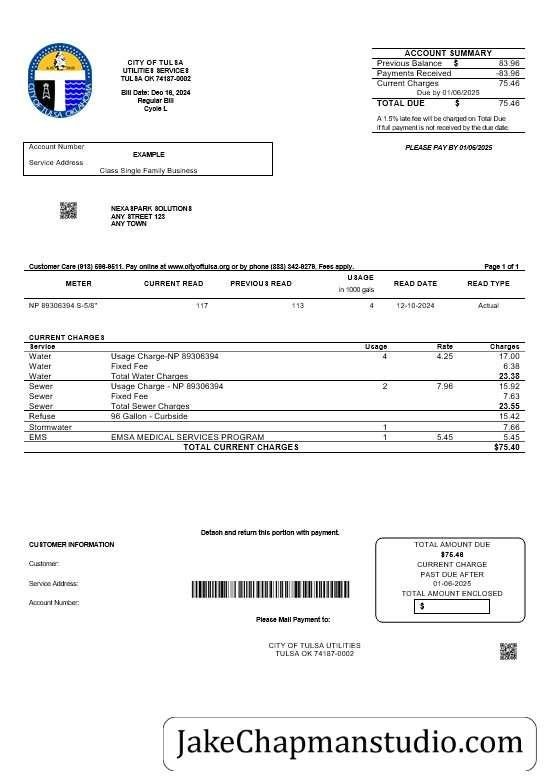 CITY OF TULSA OKLAHOMA
CITY OF TULSA
UTILITIES SERVICES
TULSA OK 74187-0002
Bill Date: Dec 16, 2024
Regular Bill
Cycle L
ACCOUNT SUMMARY
Previous Balance $ 83.96
Payments Received -83.96
Current Charges 75.46
Due by 01/06/2025
TOTAL DUE $ 75.46
A 1.5% late fee will be charged on Total Due
if full payment is not received by the due date.
PLEASE PAY BY 01/06/2025
Account Number
EXAMPLE
Service Address
Class Single Family Business
NEXASPARK SOLUTIONS
ANY STREET 123
ANY TOWN
Customer Care (918) 596-9511. Pay online at www.cityoftulsa.org or by phone (833) 342-9279. Fees apply. Page 1 of 1
METER CURRENT READ PREVIOUS READ USAGE in 1000 gals READ DATE READ TYPE
NP 89306394 S-5/8" 117 113 4 12-10-2024 Actual
CURRENT CHARGES
Service Usage Rate Charges
Water Usage Charge-NP 89306394 4 4.25 17.00
Water Fixed Fee 6.38
Water Total Water Charges 23.38
Sewer Usage Charge - NP 89306394 2 7.96 15.92
Sewer Fixed Fee 7.63
Sewer Total Sewer Charges 23.55
Refuse 96 Gallon - Curbside 15.42
Stormwater 1 7.66
EMS EMSA MEDICAL SERVICES PROGRAM 1 5.45 5.45
TOTAL CURRENT CHARGES $75.40
Detach and return this portion with payment.
CUSTOMER INFORMATION
Customer:
Service Address:
Account Number:
Please Mail Payment to:
CITY OF TULSA UTILITIES
TULSA OK 74187-0002
TOTAL AMOUNT DUE
$75.46
CURRENT CHARGE
PAST DUE AFTER
01-06-2025
TOTAL AMOUNT ENCLOSED
$
JakeChapmanstudio.com